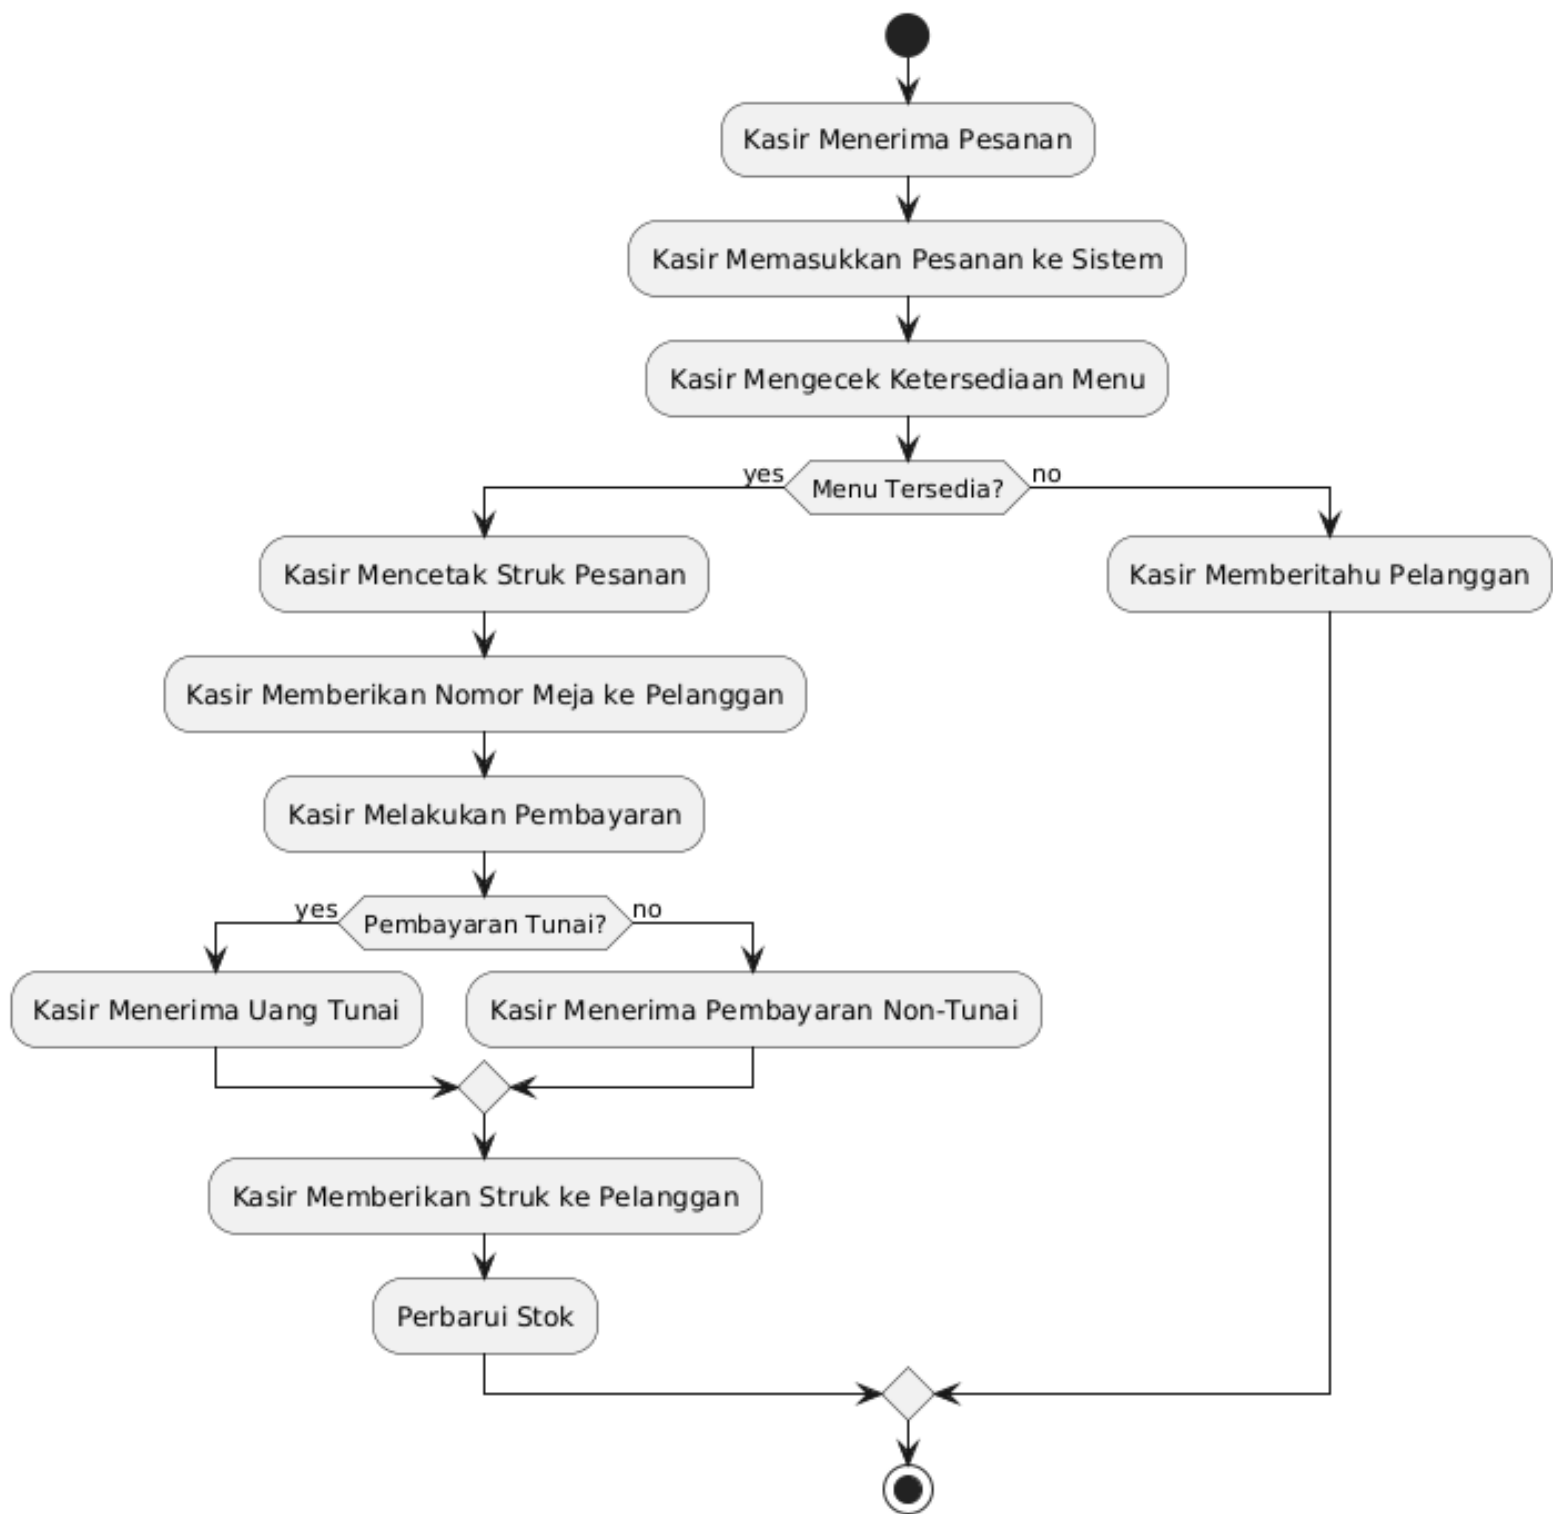 Kasir Menerima Pesanan
Kasir Memasukkan Pesanan ke Sistem
Kasir Mengecek Ketersediaan Menu
yes
Menu Tersedia?
no
Kasir Mencetak Struk Pesanan
Kasir Memberitahu Pelanggan
Kasir Memberikan Nomor Meja ke Pelanggan
Kasir Melakukan Pembayaran
yes
Pembayaran Tunai?
no
Kasir Menerima Uang Tunai
Kasir Menerima Pembayaran Non-Tunai
Kasir Memberikan Struk ke Pelanggan
Perbarui Stok